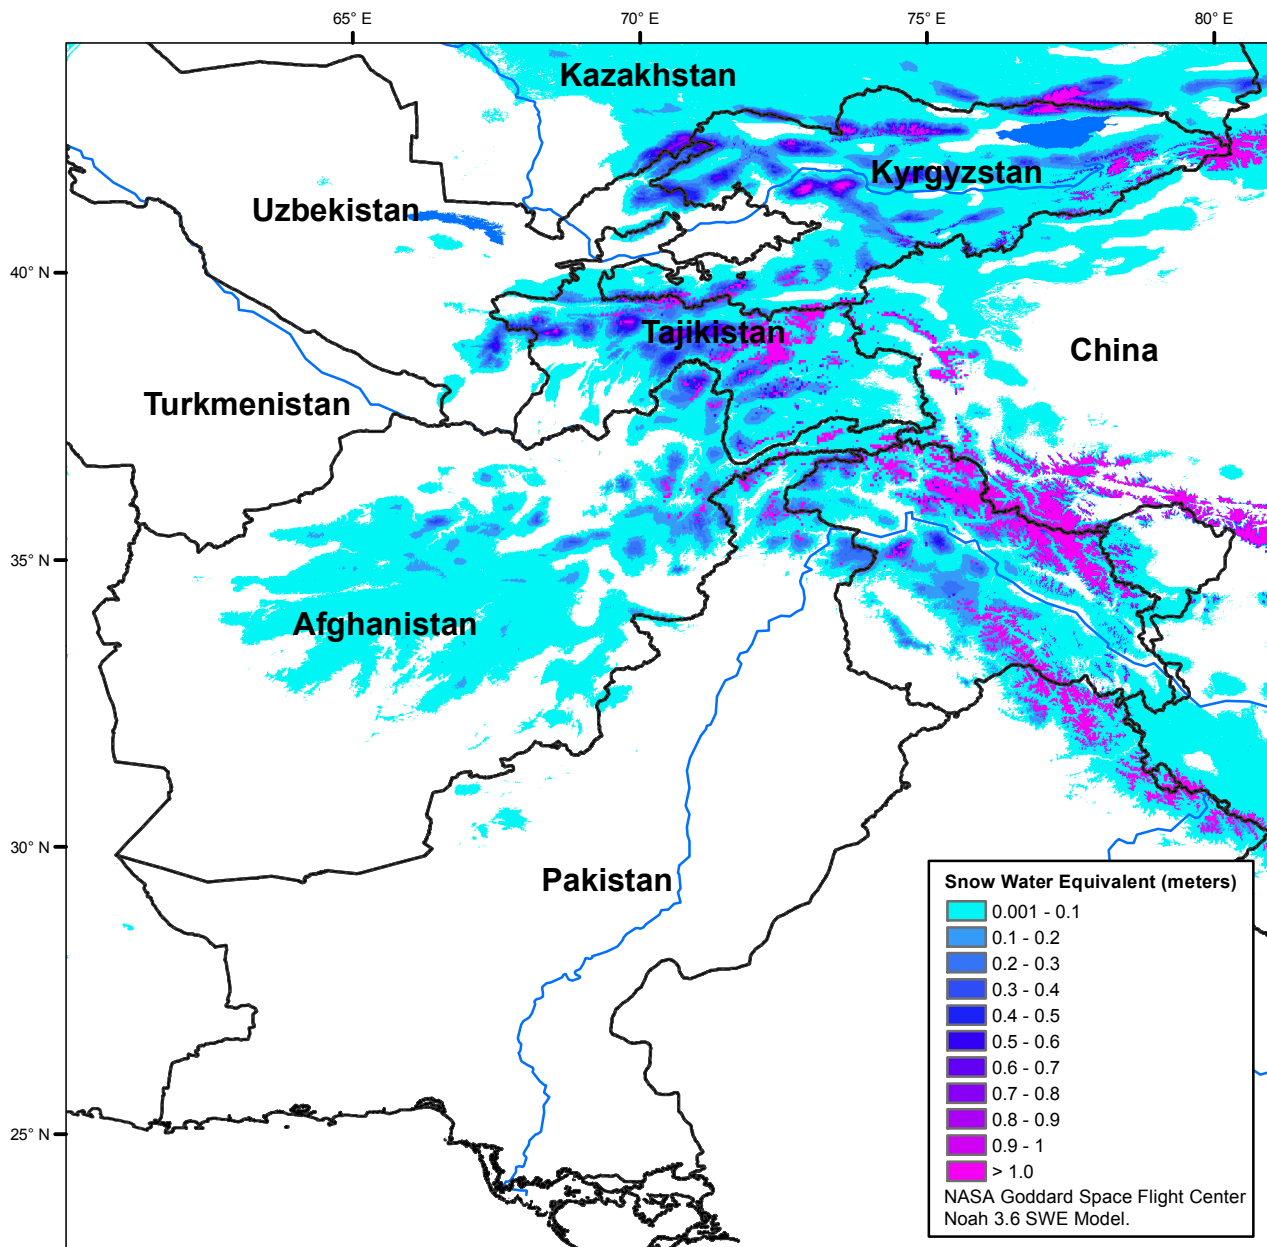 65° E
70° E
75° E
80° E
Kazakhstan
Kyrgyzstan
Uzbekistan
40° N
Tajikistan
China
Turkmenistan
35° N
Afghanistan
30° N
Pakistan
25° N
Snow Water Equivalent (meters)
0.001 - 0.1
0.1 - 0.2
0.2 - 0.3
0.3 - 0.4
0.4 - 0.5
0.5 - 0.6
0.6 - 0.7
0.7 - 0.8
0.8 - 0.9
0.9 - 1
> 1.0
NASA Goddard Space Flight Center
Noah 3.6 SWE Model.